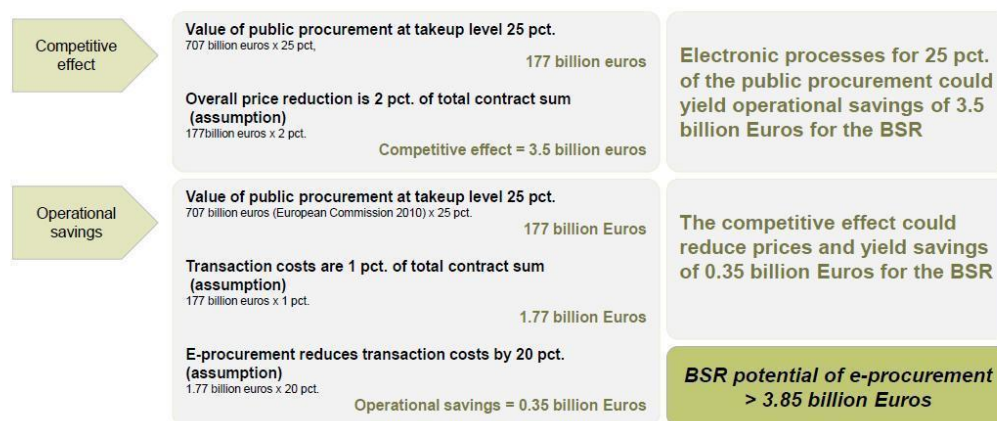 Competitive
effect
Value of public procurement at takeup level 25 pct.
707 billion euros x 25 pct,
177 billion euros
Overall price reduction is 2 pct. of total contract sum
(assumption)
177billion euros x 2 pct.
Competitive effect = 3.5 billion euros
Electronic processes for 25 pct.
of the public procurement could
yield operational savings of 3.5
billion Euros for the BSR
Operational
savings
Value of public procurement at takeup level 25 pct.
707 billion euros (European Commission 2010) x 25 pct.
177 billion Euros
Transaction costs are 1 pct. of total contract sum
(assumption)
177 billion euros x 1 pct.
1.77 billion Euros
E-procurement reduces transaction costs by 20 pct.
(assumption)
1.77 billion euros x 20 pct.
Operational savings = 0.35 billion Euros
The competitive effect could
reduce prices and yield savings
of 0.35 billion Euros for the BSR
BSR potential of e-procurement
> 3.85 billion Euros